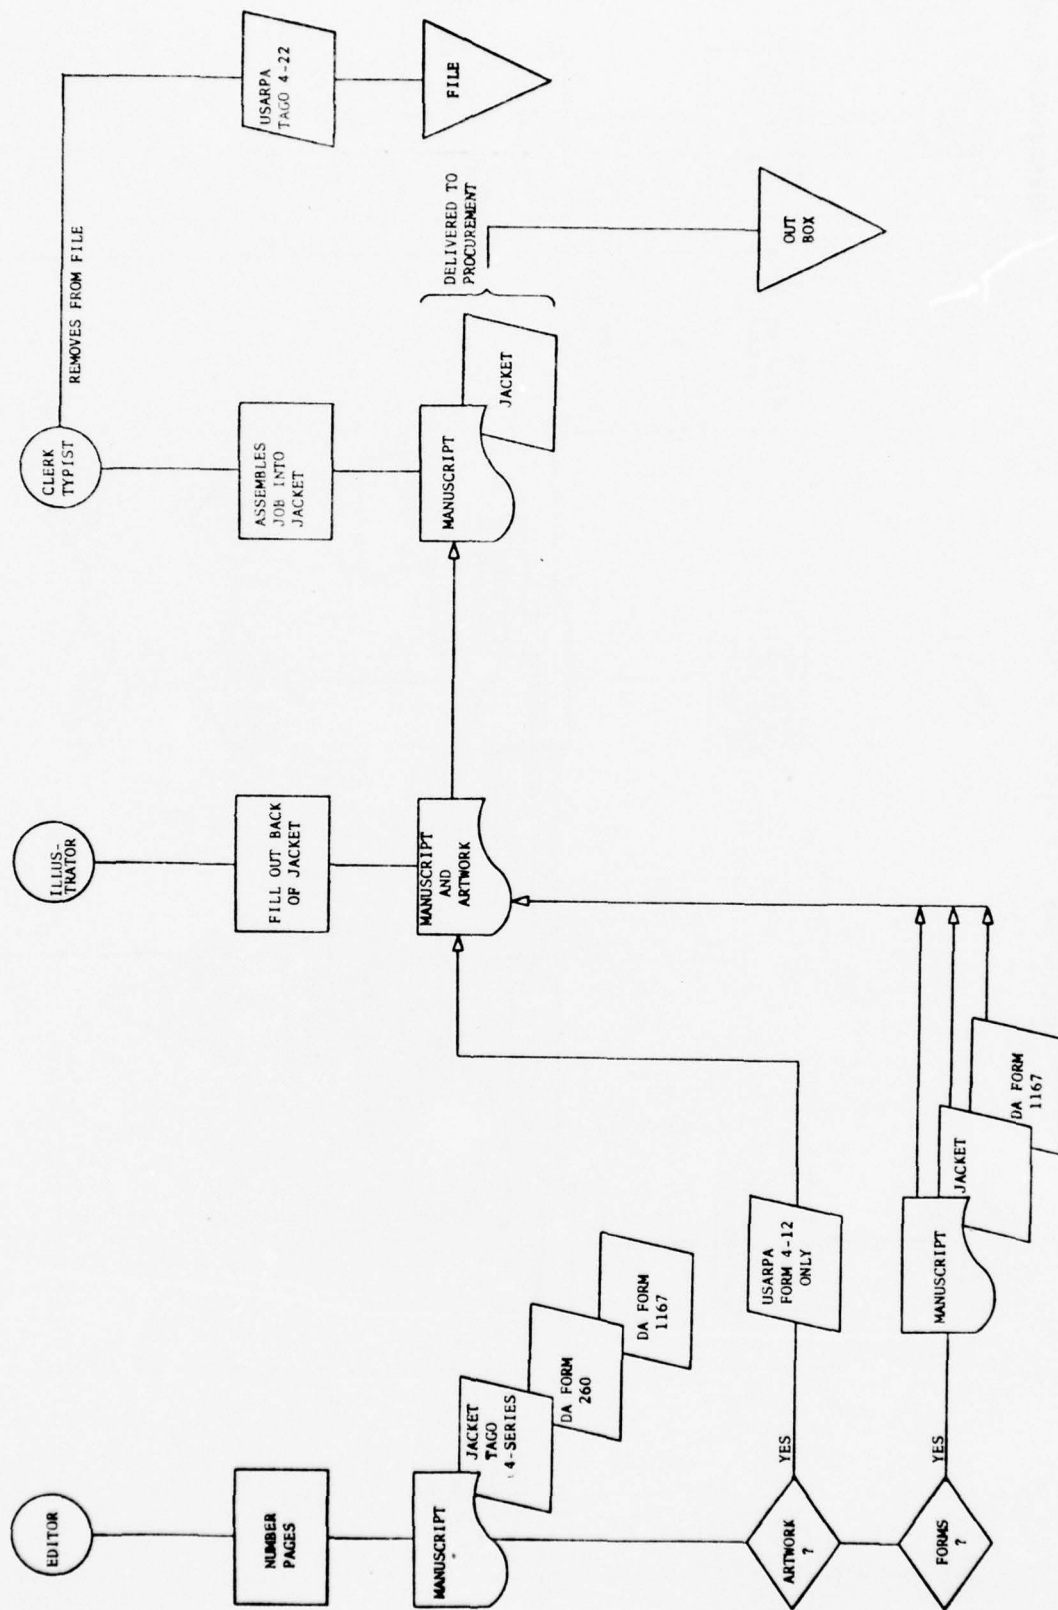 EDITOR
NUMBER
PAGES
MANUSCRIPT
JACKET
TAGO
4-SERIES
DA FORM
260
DA FORM
1167
ARTWORK
?
YES
USARPA
FORM 4-12
ONLY
FORMS
?
YES
MANUSCRIPT
JACKET
DA FORM
1167
ILLUS-
TRATOR
FILL OUT BACK
OF JACKET
MANUSCRIPT
AND
ARTWORK
CLERK
TYPIST
REMOVES FROM FILE
ASSEMBLES
JOB INTO
JACKET
MANUSCRIPT
JACKET
DELIVERED TO
PROCUREMENT
USARPA
TAGO 4-22
FILE
OUT
BOX